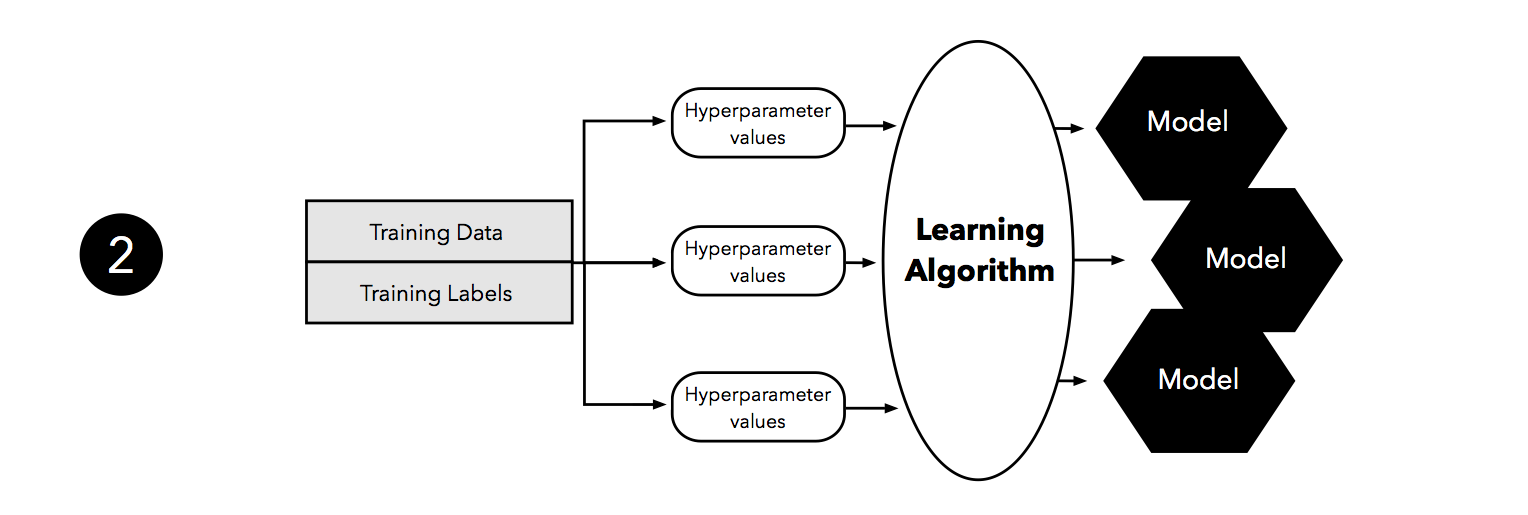 2
Training Data
Training Labels
Hyperparameter
values
Hyperparameter
values
Hyperparameter
values
Learning
Algorithm
Model
Model
Model